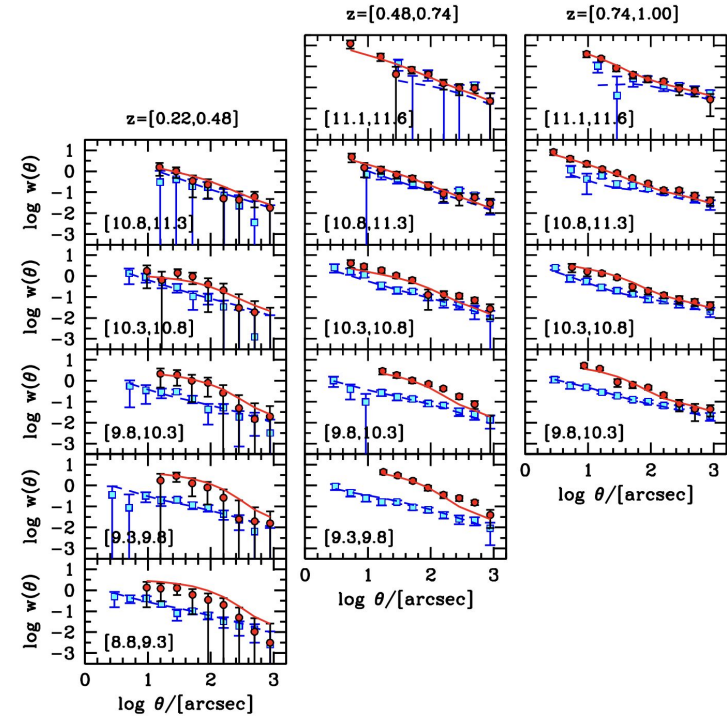 z=[0.48,0.74]
z=[0.74,1.00]
z=[0.22,0.48]
[11.1,11.6]
[11.1,11.6]
log w(θ)
1
0
−1
−2
−3
[10.8,11.3]
[10.8,11.3]
[10.8,11.3]
log w(θ)
1
0
−1
−2
−3
[10.3,10.8]
[10.3,10.8]
[10.3,10.8]
log w(θ)
1
0
−1
−2
−3
[9.8,10.3]
[9.8,10.3]
[9.8,10.3]
0 1 2 3
log θ/[arcsec]
log w(θ)
1
0
−1
−2
−3
[9.3,9.8]
[9.3,9.8]
0 1 2 3
log θ/[arcsec]
log w(θ)
1
0
−1
−2
−3
[8.8,9.3]
0 1 2 3
log θ/[arcsec]